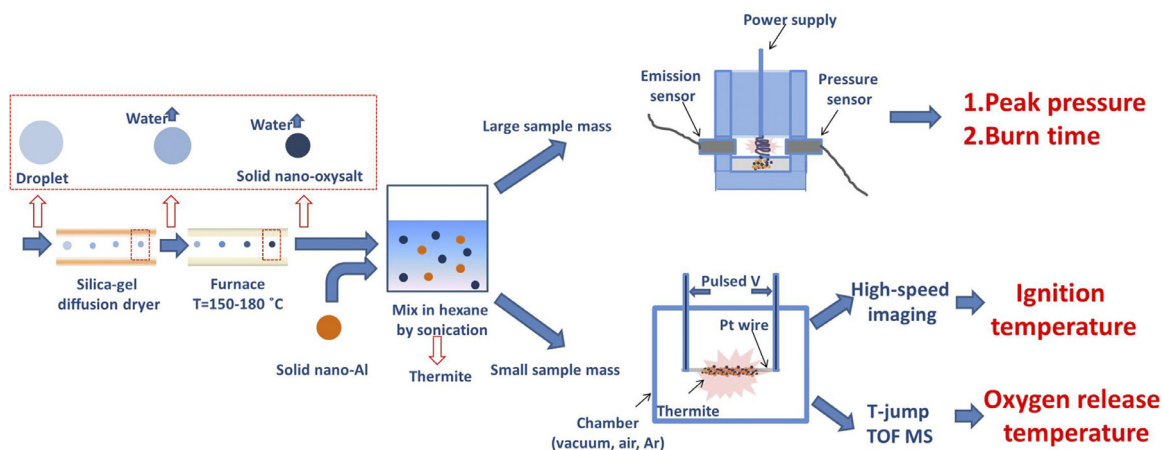 Droplet
Water
Water
Solid nano-oxysalt
Silica-gel
diffusion dryer
Furnace
T=150-180 ˚C
Solid nano-Al
Mix in hexane
by sonication
Thermite
Large sample mass
Small sample mass
Power supply
Emission
sensor
Pressure
sensor
1.Peak pressure
2.Burn time
Pulsed V
Pt wire
Thermite
Chamber
(vacuum, air, Ar)
High-speed
imaging
Ignition
temperature
T-jump
TOF MS
Oxygen release
temperature